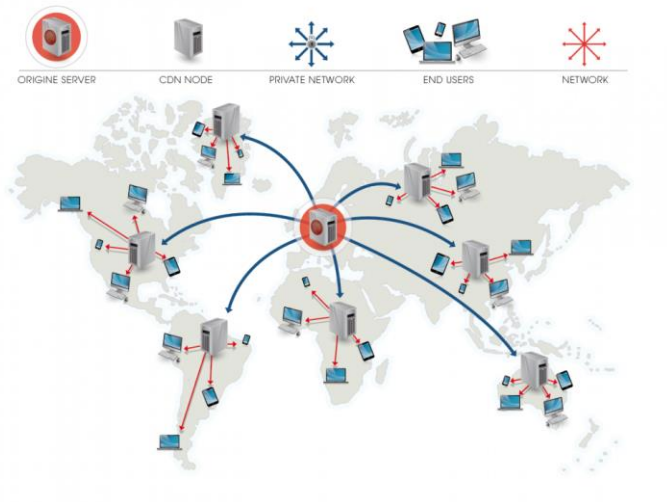 ORIGINE SERVER
CDN NODE
PRIVATE NETWORK
END USERS
NETWORK